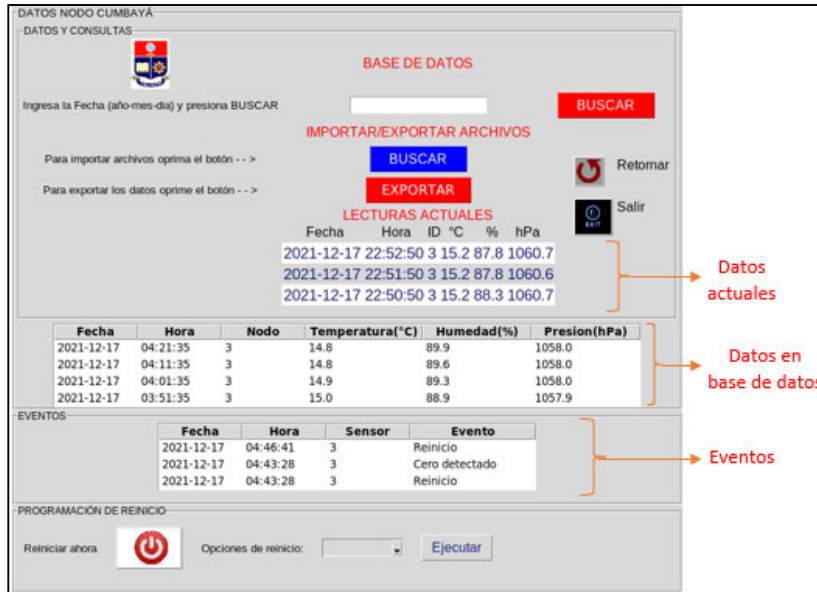 DATOS NODO CUMBAYÁ
DATOS Y CONSULTAS
BASE DE DATOS
Ingresa la Fecha (año-mes-dia) y presiona BUSCAR
BUSCAR
IMPORTAR/EXPORTAR ARCHIVOS
Para importar archivos oprima el botón - - >
BUSCAR
Retornar
Para exportar los datos oprime el botón - - >
EXPORTAR
EXIT
Salir
LECTURAS ACTUALES
Fecha Hora ID °C % hPa
2021-12-17 22:52:50 3 15.2 87.8 1060.7
2021-12-17 22:51:50 3 15.2 87.8 1060.6
2021-12-17 22:50:50 3 15.2 88.3 1060.7
Datos
actuales
Fecha Hora Nodo Temperatura(°C) Humedad(%) Presion(hPa)
2021-12-17 04:21:35 3 14.8 89.9 1058.0
2021-12-17 04:11:35 3 14.8 89.6 1058.0
2021-12-17 04:01:35 3 14.9 89.3 1058.0
2021-12-17 03:51:35 3 15.0 88.9 1057.9
Datos en
base de datos
EVENTOS
Fecha Hora Sensor Evento
2021-12-17 04:46:41 3 Reinicio
2021-12-17 04:43:28 3 Cero detectado
2021-12-17 04:43:28 3 Reinicio
Eventos
PROGRAMACIÓN DE REINICIO
Reiniciar ahora
Opciones de reinicio:
Ejecutar